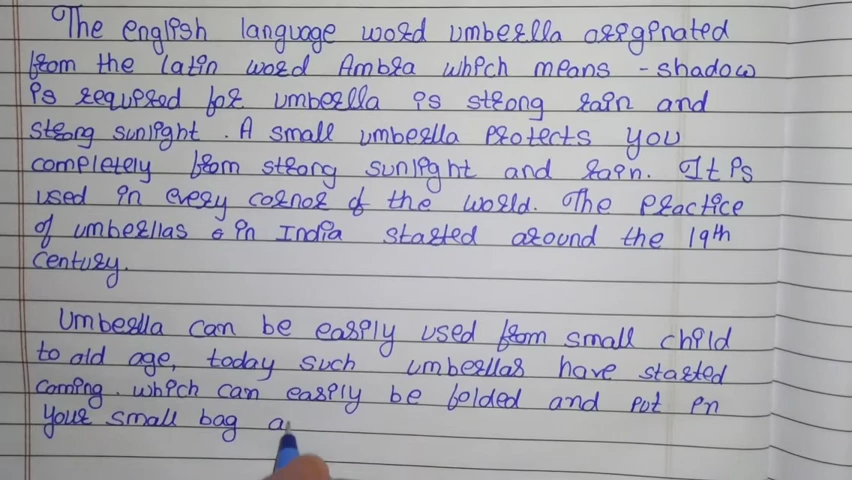 The english language word umbrella origenated
from the latin word Ambra which means - shadow
is required for umbrella is strong rain and
strong sunlight. A small umbrella protects you
completely from strong sunlight and rain. It is
used in every cornor of the world. The practice
of umbrellas in India started around the 19th
century.
Umbrella can be easily used from small child
to old age, today such umbrellas have started
coming. which can easily be folded and put in
your small bag a